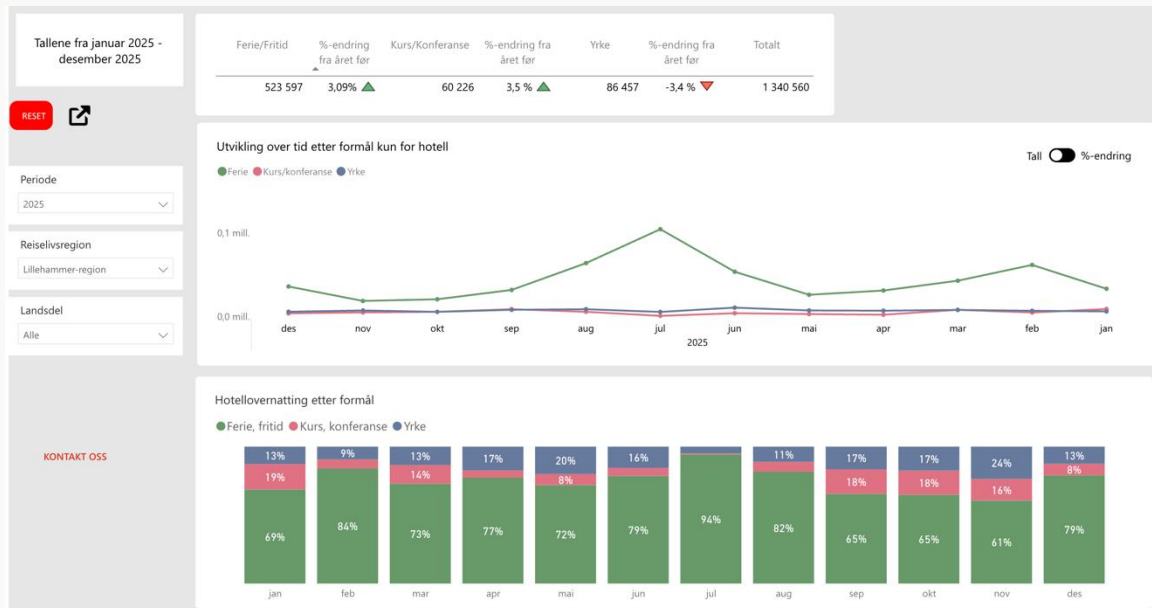 Tallene fra januar 2025 -
desember 2025
Ferie/Fritid %-endring fra året før Kurs/Konferanse %-endring fra året før Yrke %-endring fra året før Totalt
523 597 3,09% 60 226 3,5 % 86 457 -3,4 % 1 340 560
RESET
Periode
2025
Reiselivsregion
Lillehammer-region
Landsdel
Alle
KONTAKT OSS
Utvikling over tid etter formål kun for hotell
Tall %-endring
Ferie Kurs/konferanse Yrke
0,1 mill.
0,0 mill.
des nov okt sep aug jul jun mai apr mar feb jan
2025
Hotellovernatting etter formål
Ferie, fritid Kurs, konferanse Yrke
13% 9% 13% 17% 20% 16% 11% 17% 17% 24% 13%
19% 14% 8% 18% 18% 16% 8%
69% 84% 73% 77% 72% 79% 94% 82% 65% 65% 61% 79%
jan feb mar apr mai jun jul aug sep okt nov des